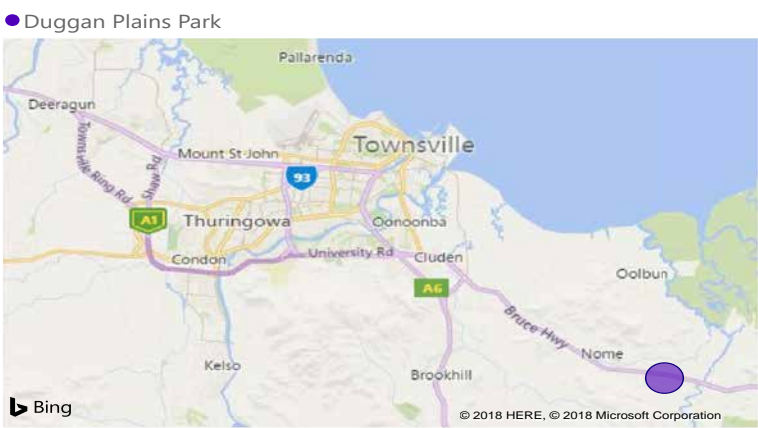 Duggan Plains Park
Pallarenda
Deeragun
Townsville
Mount St-John
Townsville Ring Rd
Shaw Rd
93
A1
Thuringowa
Oonoonba
University Rd
Cluden
Condon
Oolbun
A6
Bruce Hwy
Nome
Kelso
Brookhill
Bing
© 2018 HERE, © 2018 Microsoft Corporation